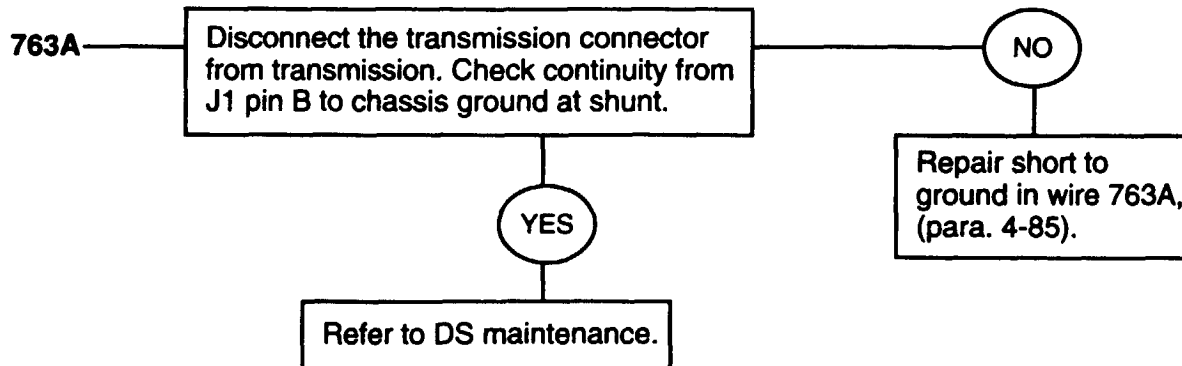 763A
Disconnect the transmission connector
from transmission. Check continuity from
J1 pin B to chassis ground at shunt.
NO
Repair short to
ground in wire 763A,
(para. 4-85).
YES
Refer to DS maintenance.